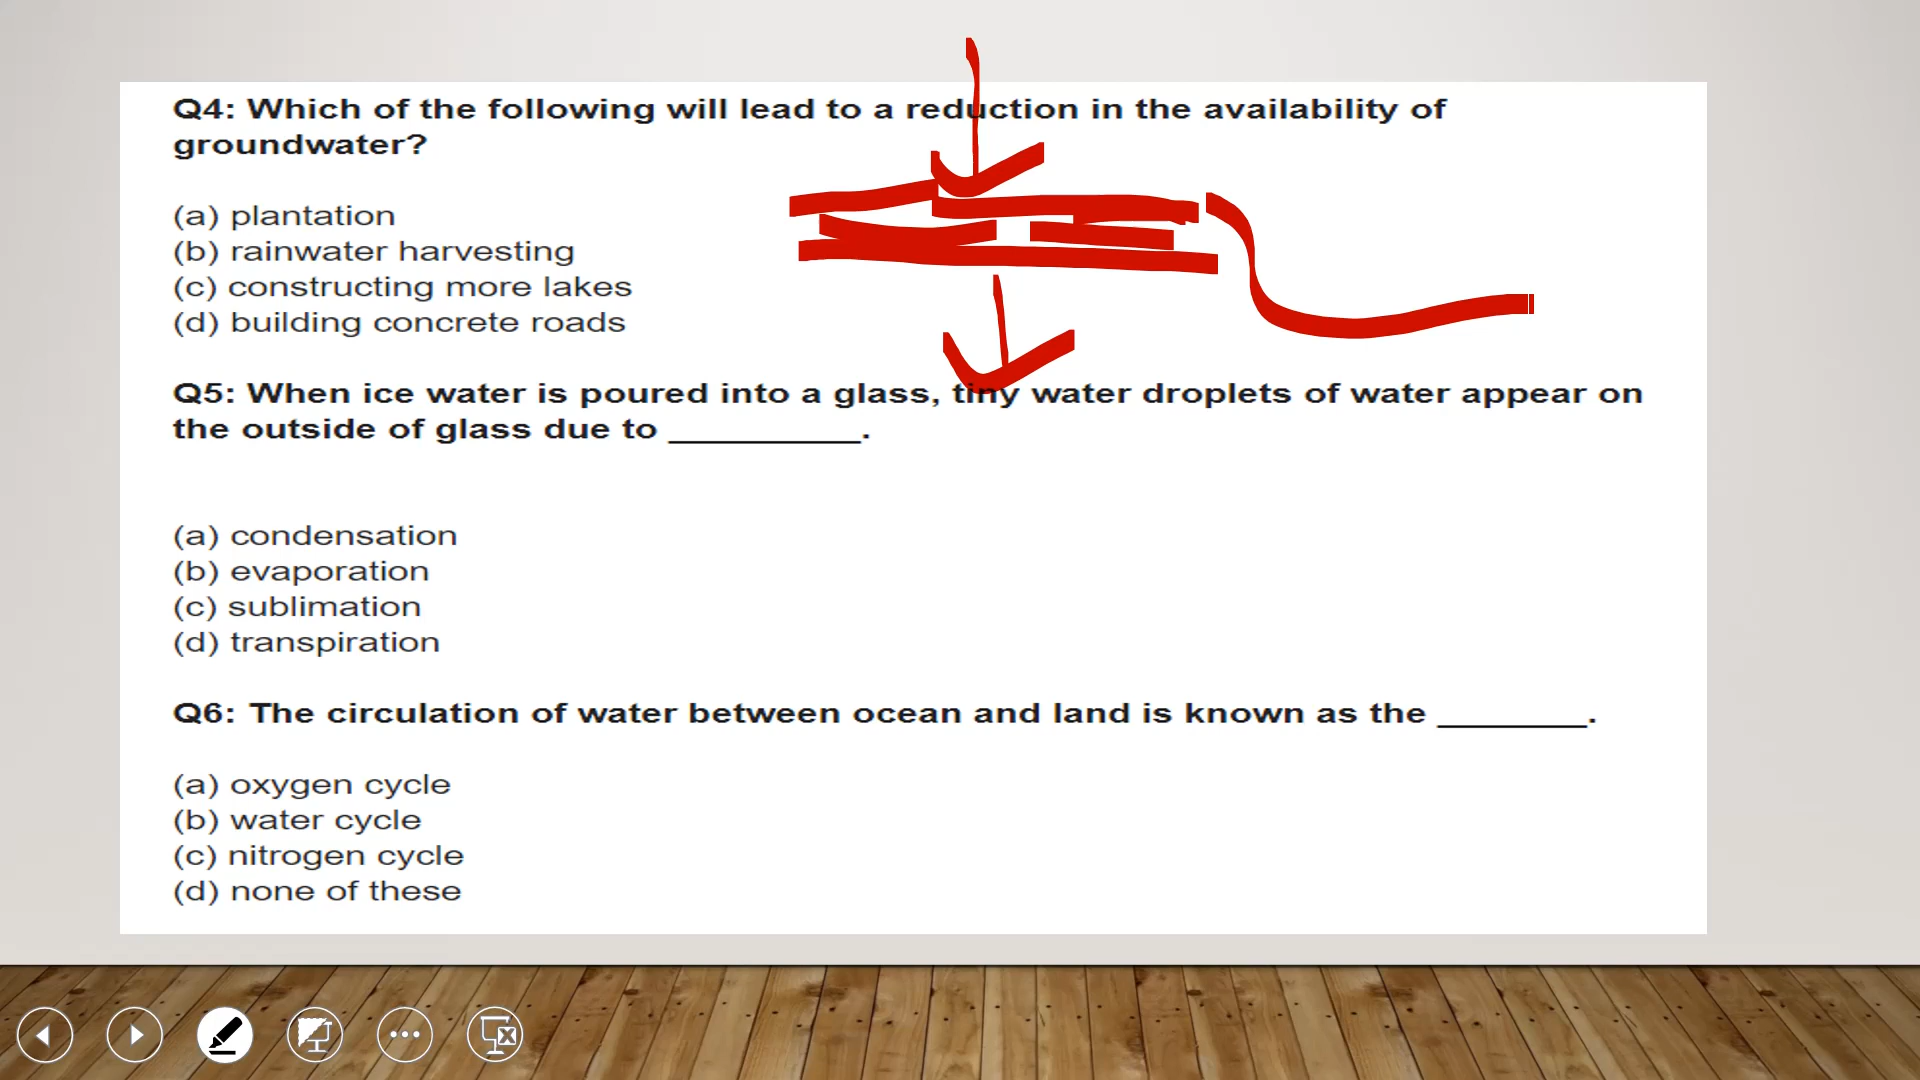 Q4: Which of the following will lead to a reduction in the availability of
groundwater?
(a) plantation
(b) rainwater harvesting
(c) constructing more lakes
(d) building concrete roads
Q5: When ice water is poured into a glass, tiny water droplets of water appear on
the outside of glass due to __________.
(a) condensation
(b) evaporation
(c) sublimation
(d) transpiration
Q6: The circulation of water between ocean and land is known as the ________.
(a) oxygen cycle
(b) water cycle
(c) nitrogen cycle
(d) none of these